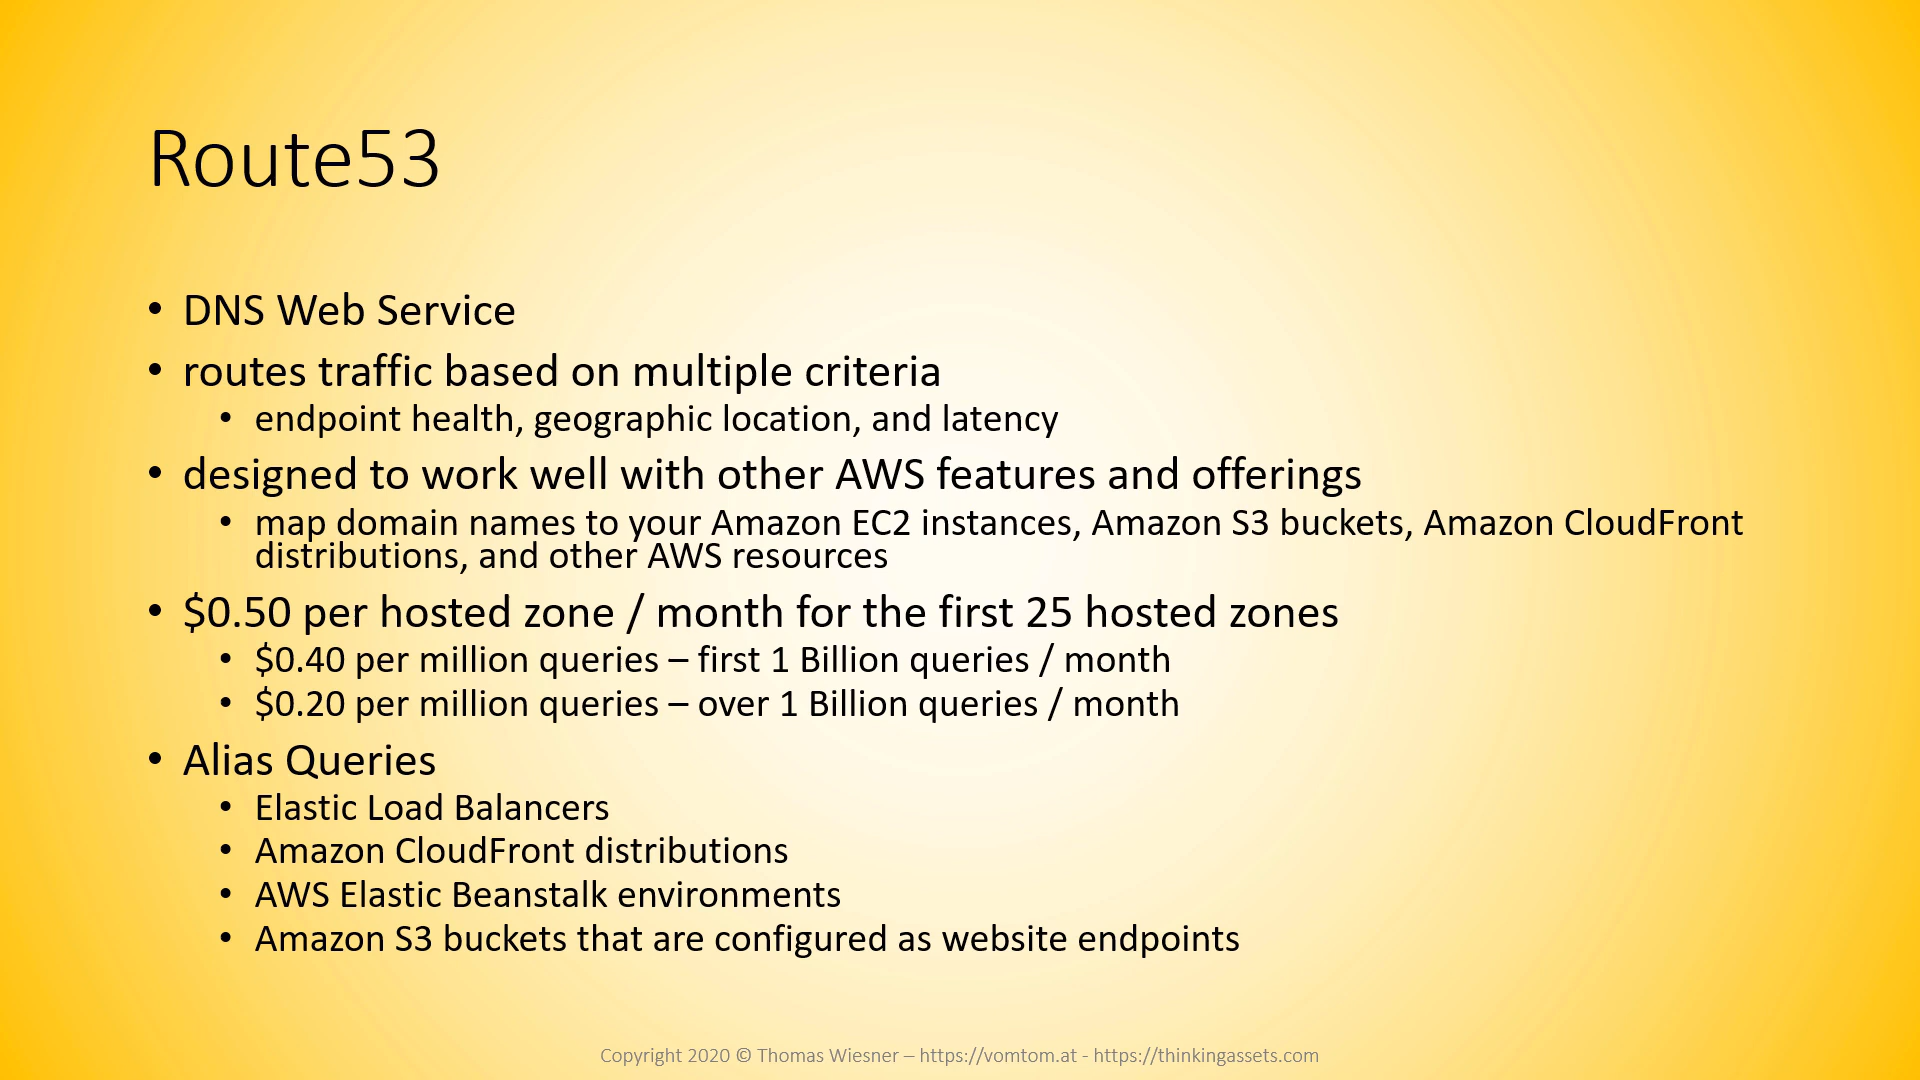 Route53
• DNS Web Service
• routes traffic based on multiple criteria
• endpoint health, geographic location, and latency
• designed to work well with other AWS features and offerings
• map domain names to your Amazon EC2 instances, Amazon S3 buckets, Amazon CloudFront
distributions, and other AWS resources
• $0.50 per hosted zone / month for the first 25 hosted zones
• $0.40 per million queries – first 1 Billion queries / month
• $0.20 per million queries – over 1 Billion queries / month
• Alias Queries
• Elastic Load Balancers
• Amazon CloudFront distributions
• AWS Elastic Beanstalk environments
• Amazon S3 buckets that are configured as website endpoints
Copyright 2020 © Thomas Wiesner – https://vomtom.at - https://thinkingassets.com